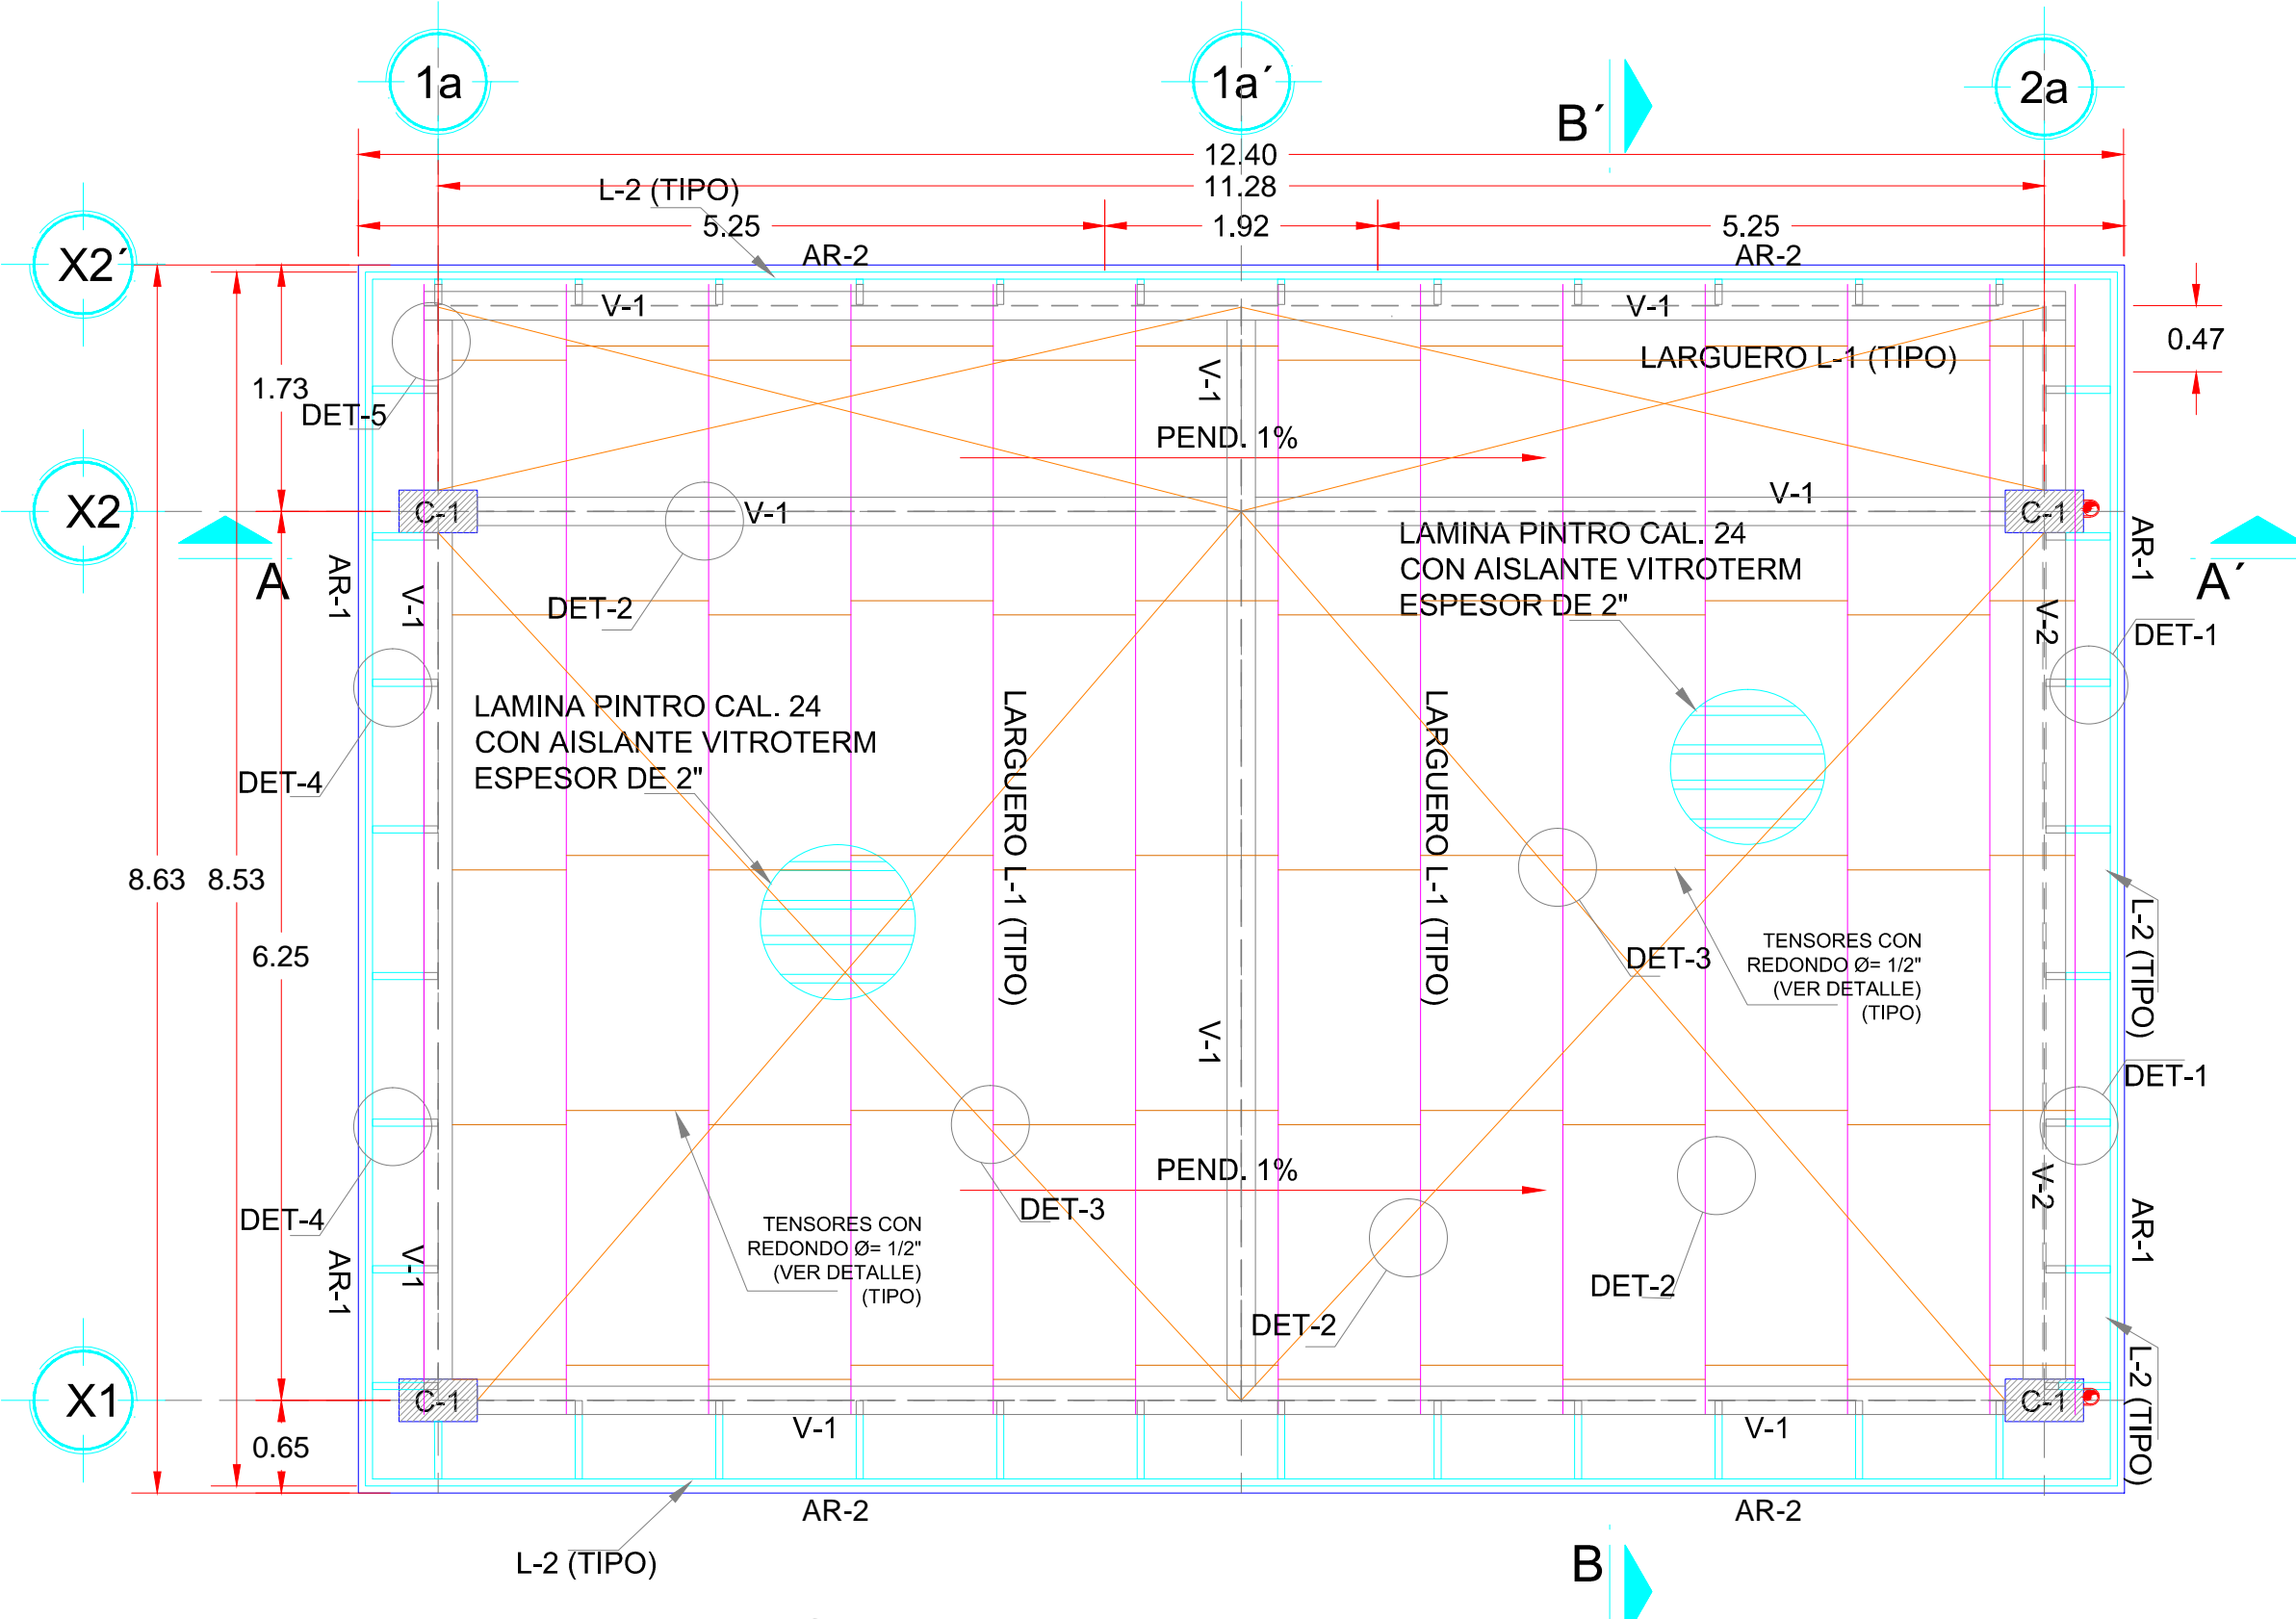 1a
1a´
2a
B´
12.40
11.28
L-2 (TIPO)
5.25
1.92
5.25
X2´
AR-2
AR-2
V-1
V-1
0.47
LARGUERO L-1 (TIPO)
V-1
1.73
DET-5
PEND. 1%
X2
C-1
V-1
V-1
C-1
LAMINA PINTRO CAL. 24
CON AISLANTE VITROTERM
ESPESOR DE 2"
AR-1
A
AR-1
V-1
A´
DET-2
V-2
DET-1
LAMINA PINTRO CAL. 24
CON AISLANTE VITROTERM
ESPESOR DE 2"
LARGUERO L-1 (TIPO)
LARGUERO L-1 (TIPO)
DET-4
8.63
8.53
6.25
TENSORES CON
REDONDO Ø= 1/2"
(VER DETALLE)
(TIPO)
DET-3
L-2 (TIPO)
V-1
DET-1
PEND. 1%
V-2
DET-4
DET-3
TENSORES CON
REDONDO Ø= 1/2"
(VER DETALLE)
(TIPO)
AR-1
AR-1
V-1
DET-2
DET-2
X1
C-1
C-1
V-1
V-1
L-2 (TIPO)
0.65
AR-2
AR-2
L-2 (TIPO)
B